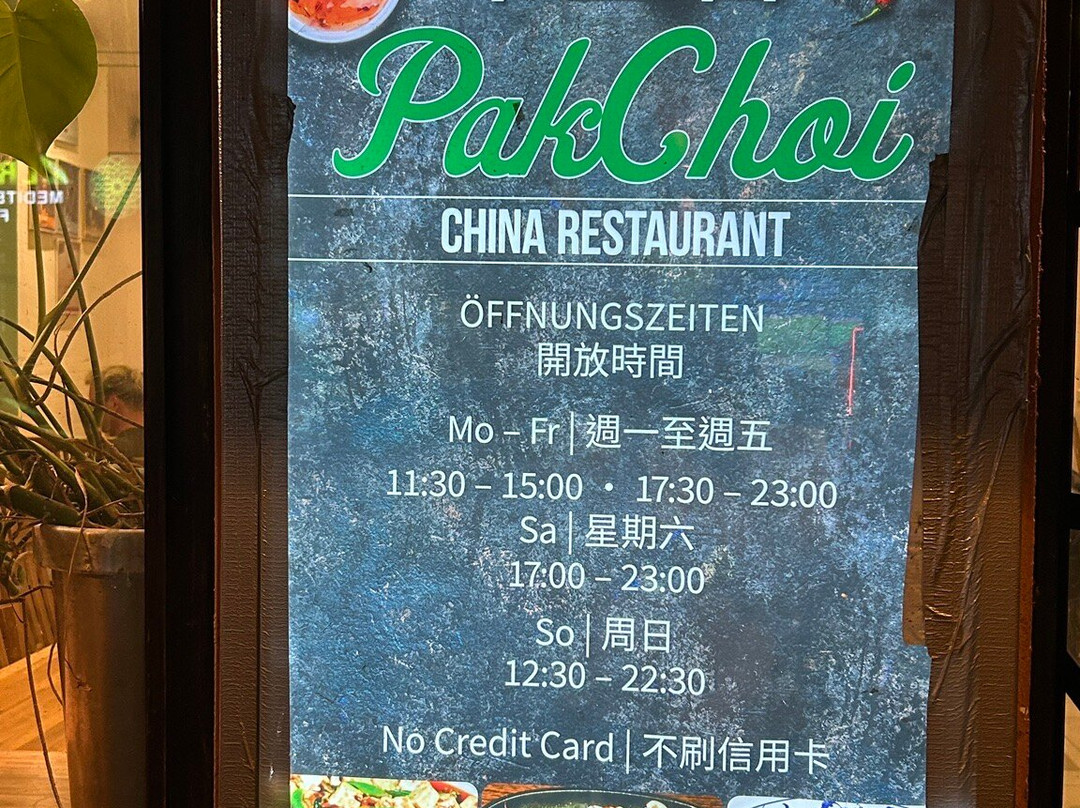 PakChoi
CHINA RESTAURANT
ÖFFNUNGSZEITEN
開放時間
Mo – Fr | 週一至週五
11:30 – 15:00 • 17:30 – 23:00
Sa | 星期六
17:00 – 23:00
So | 周日
12:30 – 22:30
No Credit Card | 不刷信用卡